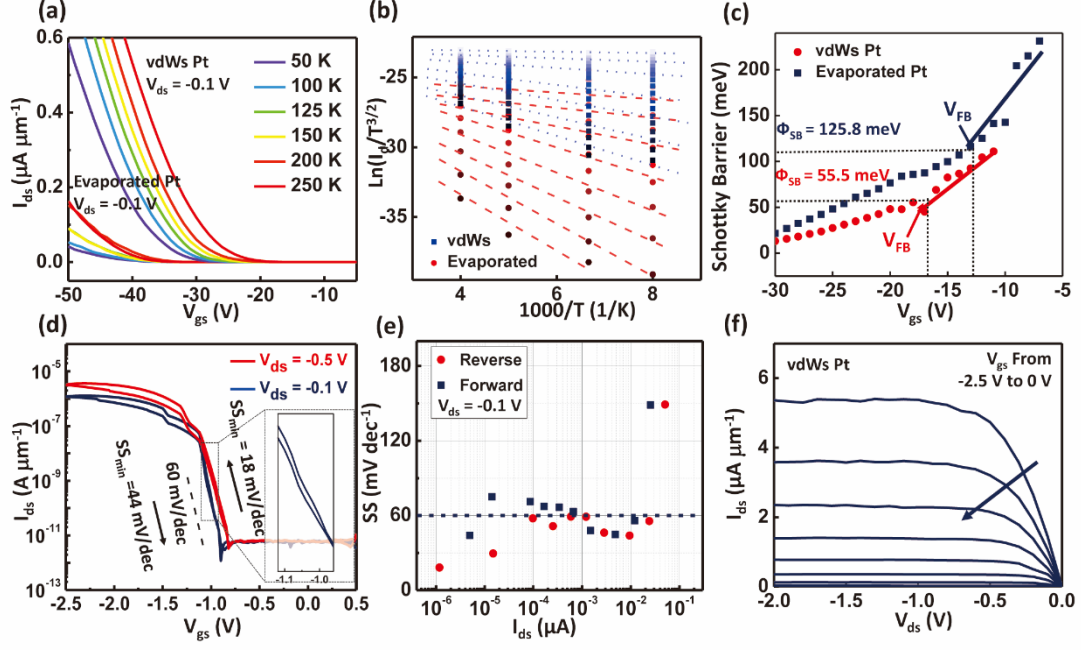 (a)
0.6
0.4
0.2
0.0
I_ds (μA μm⁻¹)
vdWs Pt
V_ds = -0.1 V
Evaporated Pt
V_ds = -0.1 V
50 K
100 K
125 K
150 K
200 K
250 K
-50 -40 -30 -20 -10
V_gs (V)
(b)
-25
-30
-35
vdWs
Evaporated
4 5 6 7 8
1000/T (1/K)
(c)
200
150
100
50
0
Schottky Barrier (meV)
vdWs Pt
Evaporated Pt
V_FB
Φ_SB = 125.8 meV
Φ_SB = 55.5 meV
V_FB
-30 -25 -20 -15 -10 -5
V_gs (V)
(d)
10⁻⁵
10⁻⁷
10⁻⁹
10⁻¹¹
10⁻¹³
I_ds (A μm⁻¹)
V_ds = -0.5 V
V_ds = -0.1 V
SS_min =44 mV/dec
60 mV/dec
SS_min = 18 mV/dec
-1.1 -1.0
-2.5 -2.0 -1.5 -1.0 -0.5 0.0 0.5
V_gs (V)
(e)
180
120
60
0
SS (mV dec⁻¹)
Reverse
Forward
V_ds = -0.1 V
10⁻⁶ 10⁻⁵ 10⁻⁴ 10⁻³ 10⁻² 10⁻¹
I_ds (μA)
(f)
6
4
2
0
I_ds (μA μm⁻¹)
vdWs Pt
V_gs From
-2.5 V to 0 V
-2.0 -1.5 -1.0 -0.5 0.0
V_ds (V)